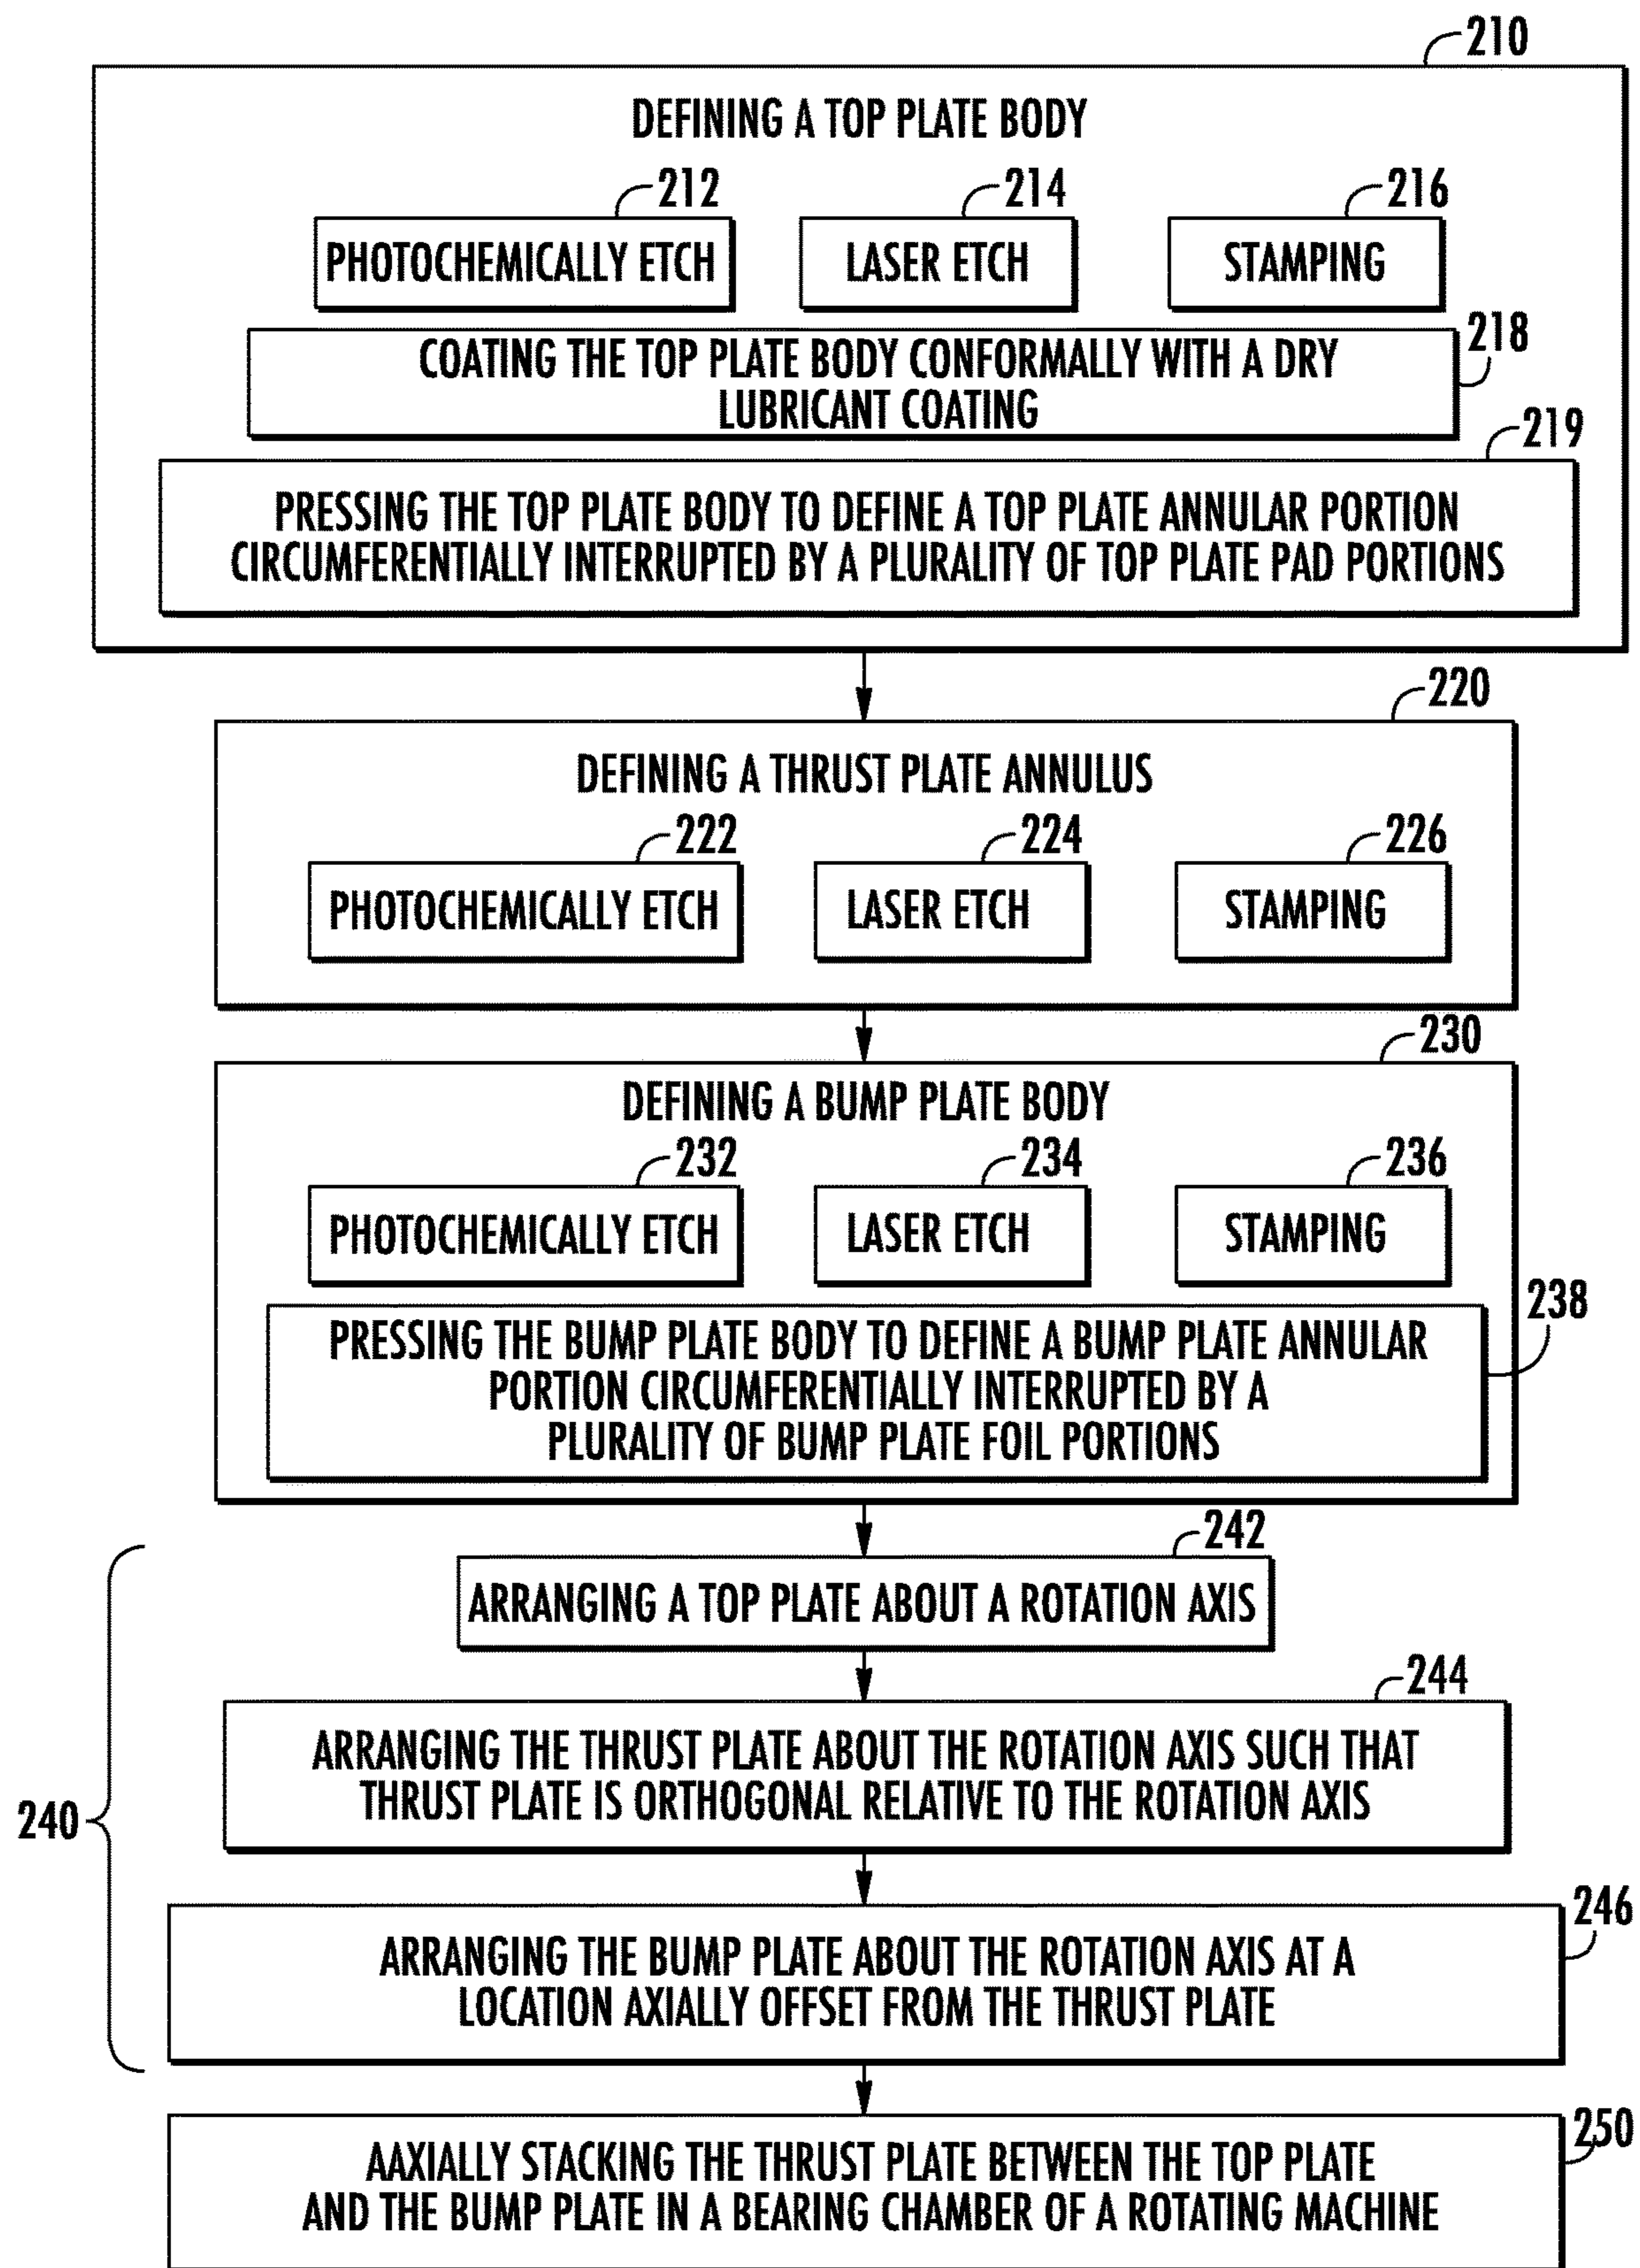 210
DEFINING A TOP PLATE BODY
212
214
216
PHOTOCHEMICALLY ETCH
LASER ETCH
STAMPING
218
COATING THE TOP PLATE BODY CONFORMALLY WITH A DRY
LUBRICANT COATING
219
PRESSING THE TOP PLATE BODY TO DEFINE A TOP PLATE ANNULAR PORTION
CIRCUMFERENTIALLY INTERRUPTED BY A PLURALITY OF TOP PLATE PAD PORTIONS
220
DEFINING A THRUST PLATE ANNULUS
222
224
226
PHOTOCHEMICALLY ETCH
LASER ETCH
STAMPING
230
DEFINING A BUMP PLATE BODY
232
234
236
PHOTOCHEMICALLY ETCH
LASER ETCH
STAMPING
238
PRESSING THE BUMP PLATE BODY TO DEFINE A BUMP PLATE ANNULAR
PORTION CIRCUMFERENTIALLY INTERRUPTED BY A
PLURALITY OF BUMP PLATE FOIL PORTIONS
242
ARRANGING A TOP PLATE ABOUT A ROTATION AXIS
244
ARRANGING THE THRUST PLATE ABOUT THE ROTATION AXIS SUCH THAT
THRUST PLATE IS ORTHOGONAL RELATIVE TO THE ROTATION AXIS
240
246
ARRANGING THE BUMP PLATE ABOUT THE ROTATION AXIS AT A
LOCATION AXIALLY OFFSET FROM THE THRUST PLATE
250
AAXIALLY STACKING THE THRUST PLATE BETWEEN THE TOP PLATE
AND THE BUMP PLATE IN A BEARING CHAMBER OF A ROTATING MACHINE